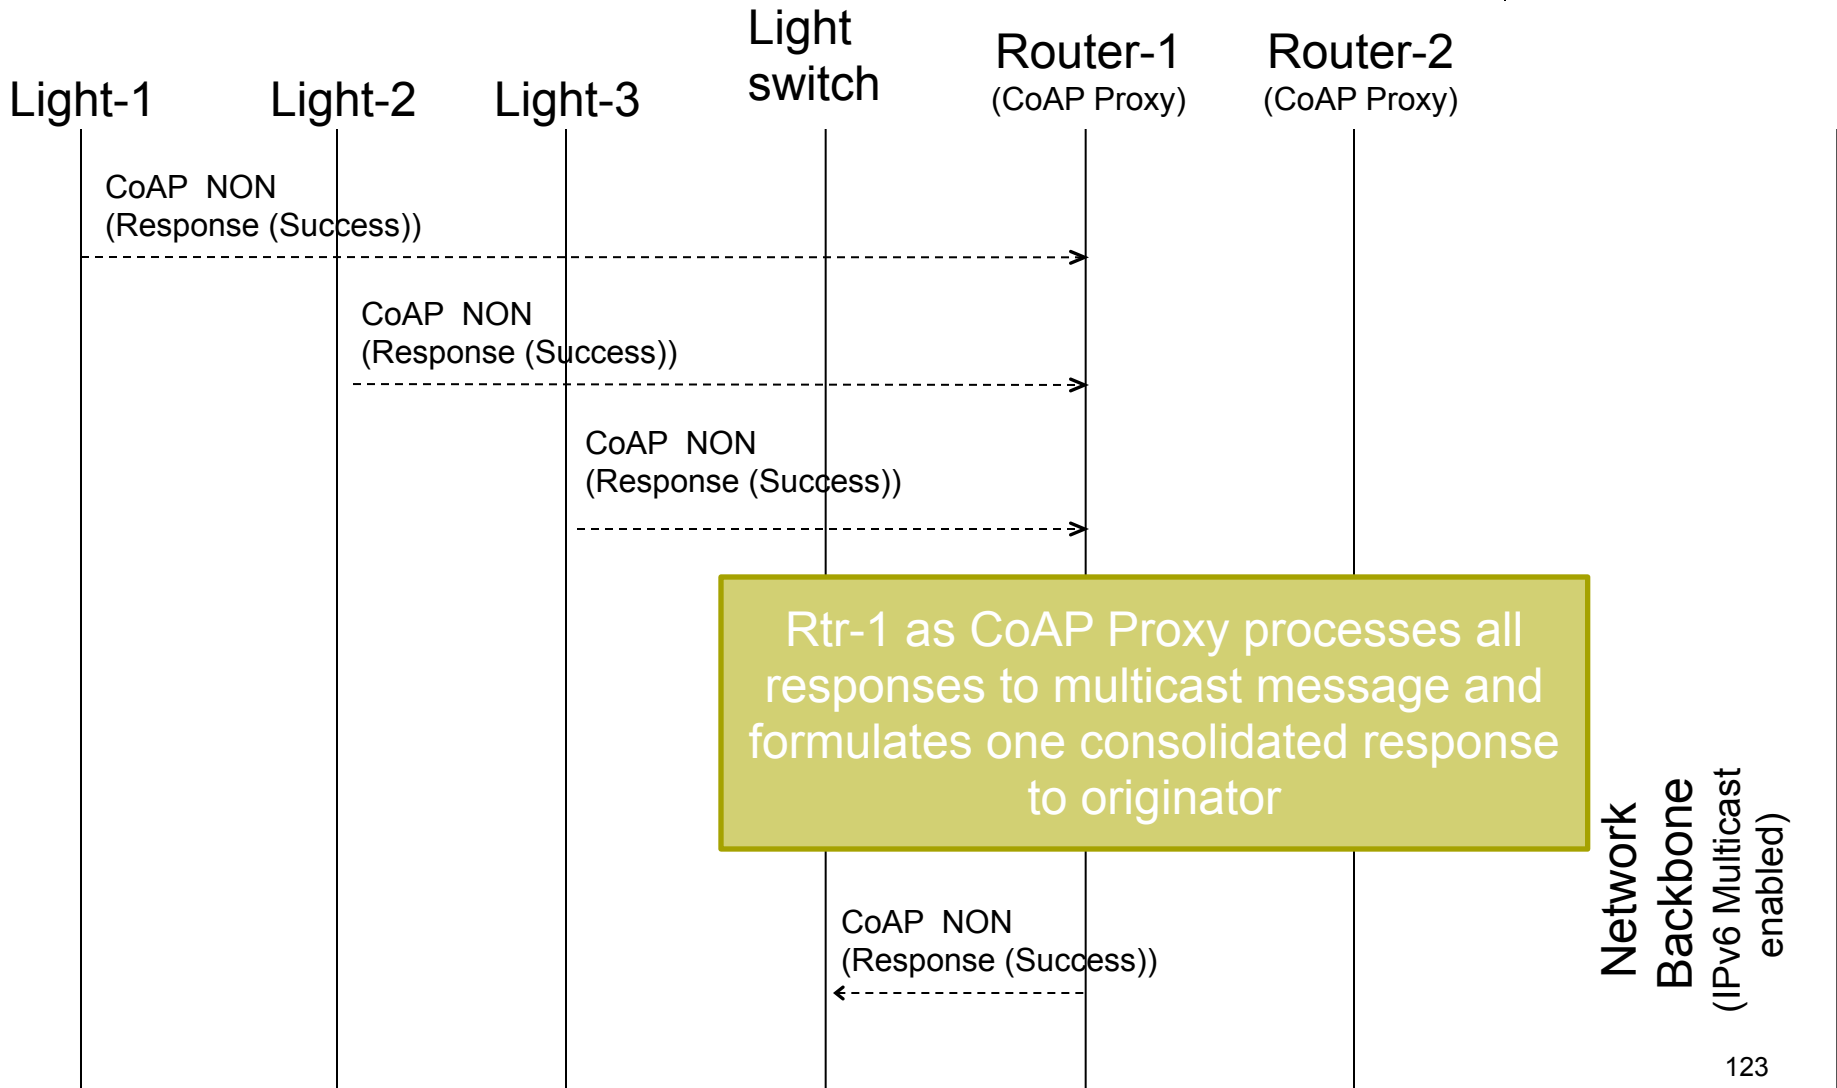 Light-1
Light-2
Light-3
Light
switch
Router-1
(CoAP Proxy)
Router-2
(CoAP Proxy)
CoAP  NON
(Response (Success))
CoAP  NON
(Response (Success))
CoAP  NON
(Response (Success))
Rtr-1 as CoAP Proxy processes all
responses to multicast message and
formulates one consolidated response
to originator
CoAP  NON
(Response (Success))
Network
Backbone
(IPv6 Multicast
enabled)
123